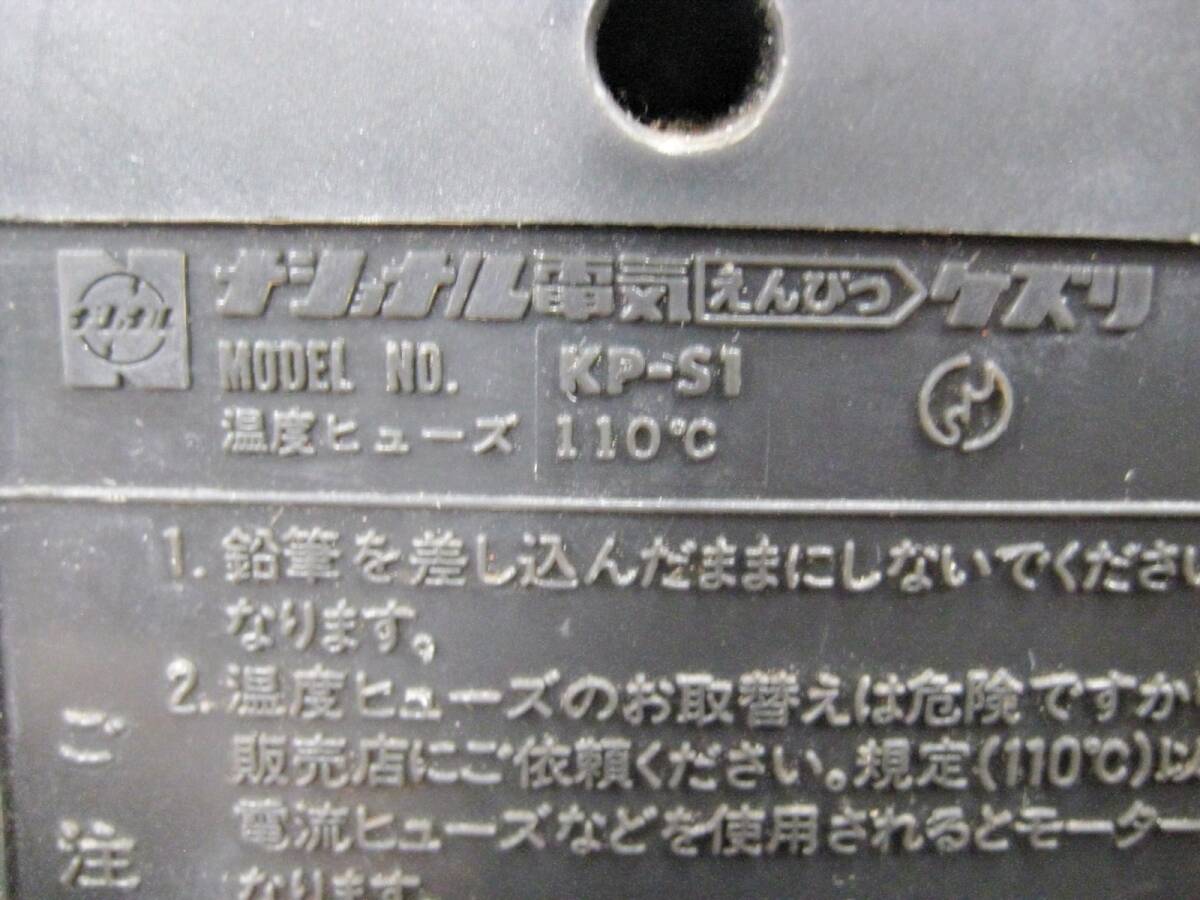 ナショナル ナショナル電気えんぴつケズリ
MODEL NO. KP-S1
温度ヒューズ 110℃
1. 鉛筆を差し込んだままにしないでくださ
なります。
2. 温度ヒューズのお取替えは危険ですか
販売店にご依頼ください。規定(110℃)以
電流ヒューズなどを使用されるとモーター
なります。
ご注